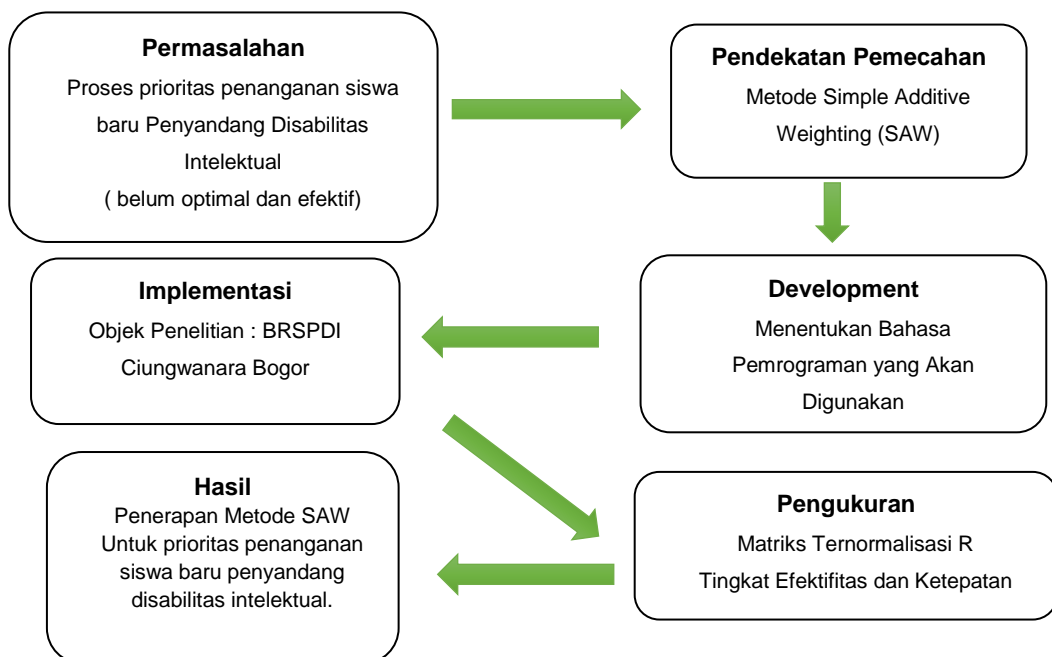 Permasalahan
Proses prioritas penanganan siswa
baru Penyandang Disabilitas
Intelektual
( belum optimal dan efektif)
Pendekatan Pemecahan
Metode Simple Additive
Weighting (SAW)
Development
Menentukan Bahasa
Pemrograman yang Akan
Digunakan
Implementasi
Objek Penelitian : BRSPDI
Ciungwanara Bogor
Pengukuran
Matriks Ternormalisasi R
Tingkat Efektifitas dan Ketepatan
Hasil
Penerapan Metode SAW
Untuk prioritas penanganan
siswa baru penyandang
disabilitas intelektual.